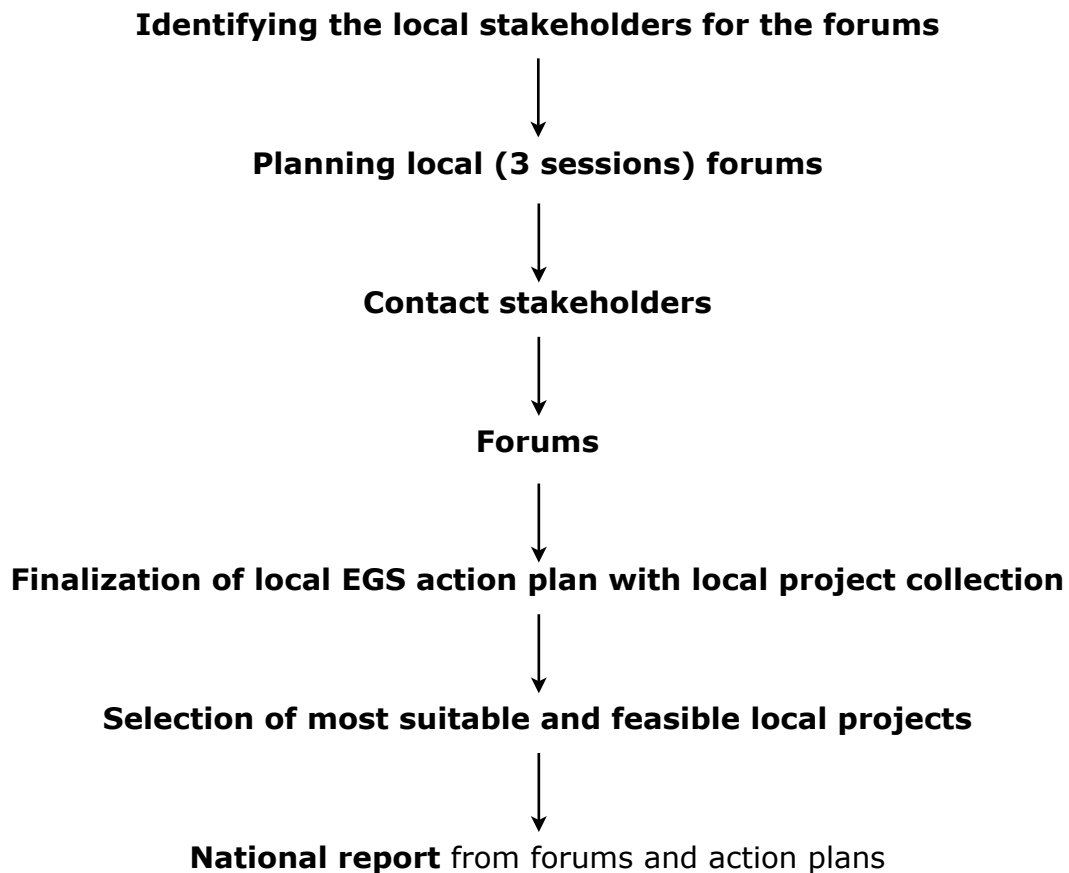 Identifying the local stakeholders for the forums
Planning local (3 sessions) forums
Contact stakeholders
Forums
Finalization of local EGS action plan with local project collection
Selection of most suitable and feasible local projects
National report from forums and action plans